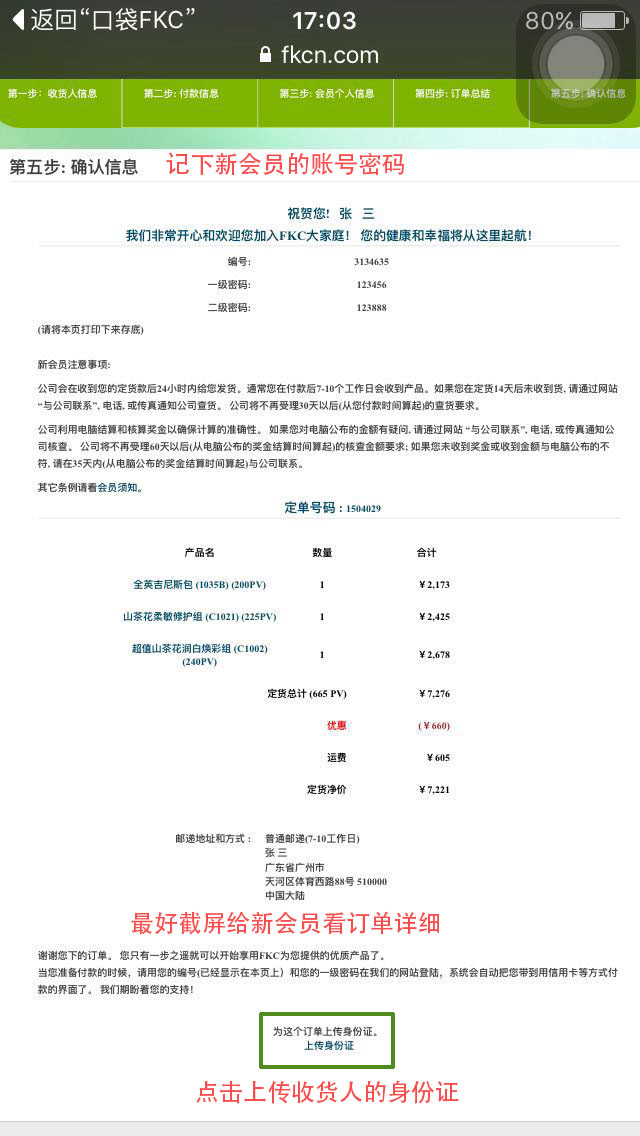 返回“口袋FKC”
17:03
80%
fkcn.com
第一步：收货人信息
第二步: 付款信息
第三步: 会员个人信息
第四步: 订单总结
第五步: 确认信息
第五步: 确认信息
记下新会员的账号密码
祝贺您! 张 三
我们非常开心和欢迎您加入FKC大家庭! 您的健康和幸福将从这里起航!
编号: 3134635
一级密码: 123456
二级密码: 123888
(请将本页打印下来存底)
新会员注意事项:
公司会在收到您的定货款后24小时内给您发货。通常您在付款后7-10个工作日会收到产品。如果您在定货14天后未收到货, 请通过网站
“与公司联系”, 电话, 或传真通知公司查货。 公司将不再受理30天以后(从您付款时间算起)的查货要求。
公司利用电脑结算和核算奖金以确保计算的准确性。 如果您对电脑公布的金额有疑问, 请通过网站 “与公司联系”, 电话, 或传真通知公
司核查。 公司将不再受理60天以后(从电脑公布的奖金结算时间算起)的核查金额要求; 如果您未收到奖金或收到金额与电脑公布的不
符, 请在35天内(从电脑公布的奖金结算时间算起)与公司联系。
其它条例请看会员须知。
定单号码 : 1504029
产品名 数量 合计
全英吉尼斯包 (1035B) (200PV) 1 ￥2,173
山茶花柔敏修护组 (C1021) (225PV) 1 ￥2,425
超值山茶花润白焕彩组 (C1002)
(240PV) 1 ￥2,678
定货总计 (665 PV) ￥7,276
优惠 (￥660)
运费 ￥605
定货净价 ￥7,221
邮递地址和方式 : 普通邮递(7-10工作日)
张 三
广东省广州市
天河区体育西路88号 510000
中国大陆
最好截屏给新会员看订单详细
谢谢您下的订单。 您只有一步之遥就可以开始享用FKC为您提供的优质产品了。
当您准备付款的时候，请用您的编号(已经显示在本页上）和您的一级密码在我们的网站登陆，系统会自动把您带到用信用卡等方式付
款的界面了。 我们期盼着您的支持！
为这个订单上传身份证。
上传身份证
点击上传收货人的身份证